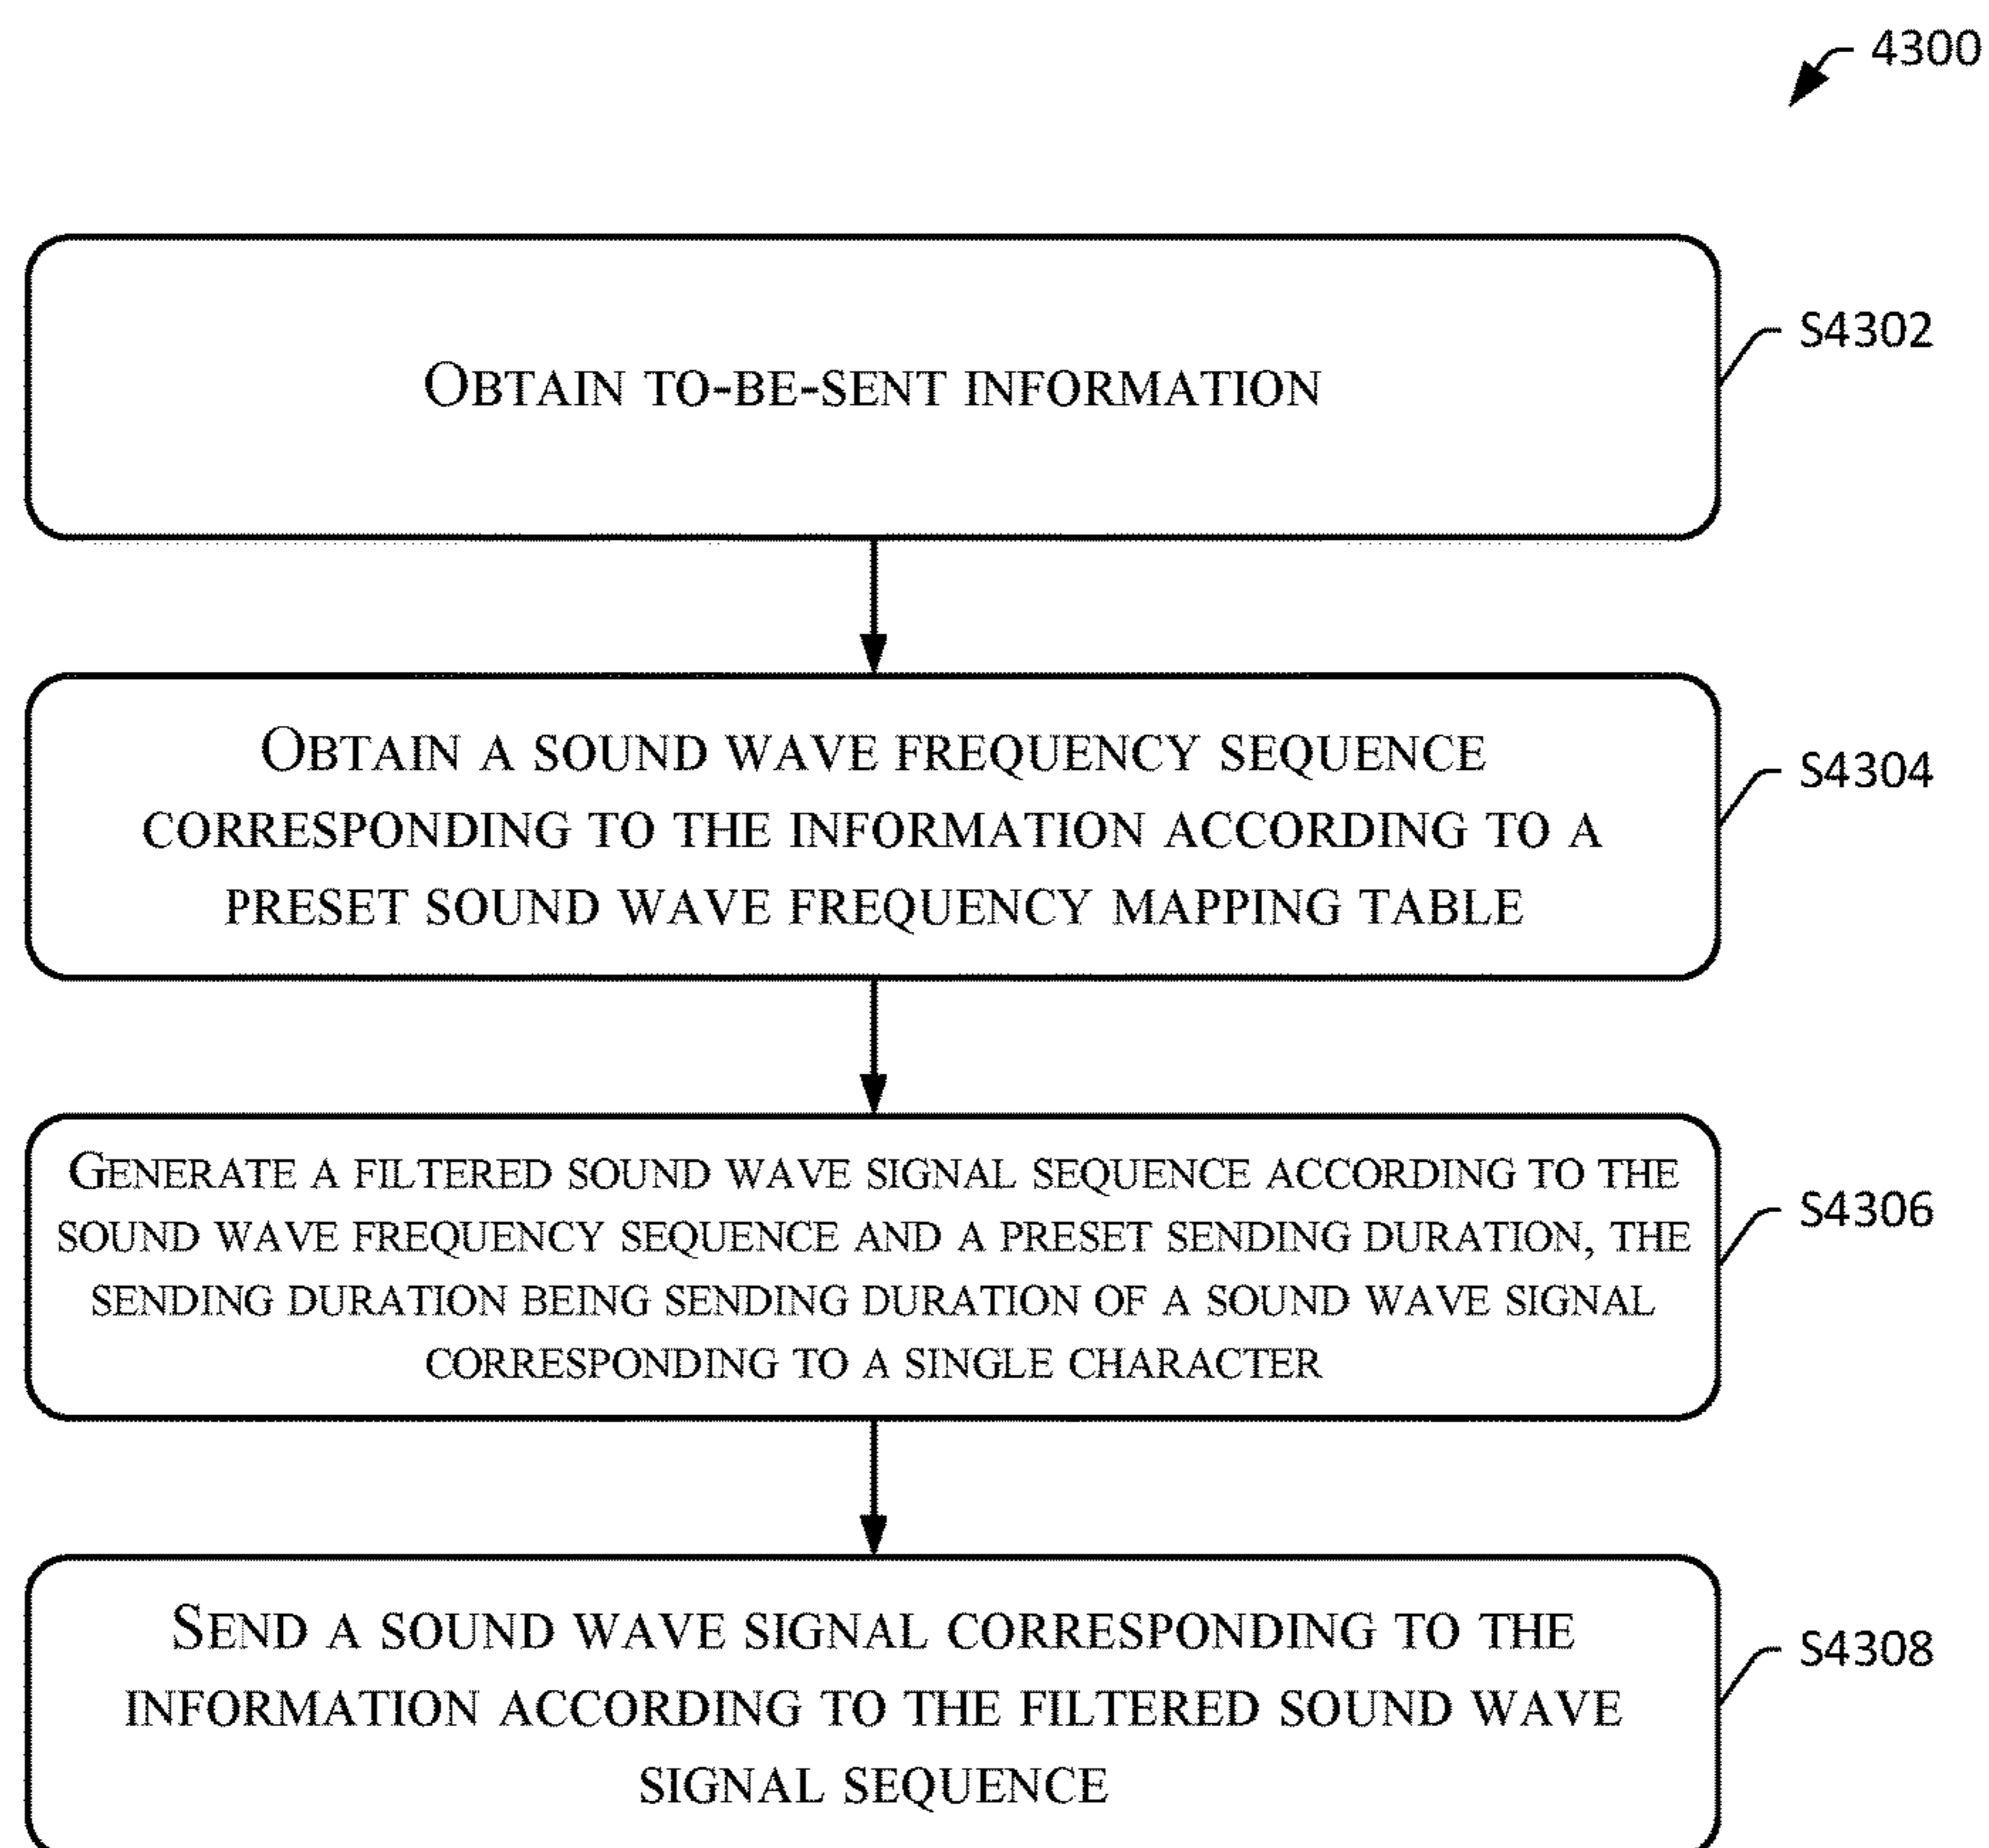 4300
OBTAIN TO-BE-SENT INFORMATION
S4302
OBTAIN A SOUND WAVE FREQUENCY SEQUENCE
CORRESPONDING TO THE INFORMATION ACCORDING TO A
PRESET SOUND WAVE FREQUENCY MAPPING TABLE
S4304
GENERATE A FILTERED SOUND WAVE SIGNAL SEQUENCE ACCORDING TO THE
SOUND WAVE FREQUENCY SEQUENCE AND A PRESET SENDING DURATION, THE
SENDING DURATION BEING SENDING DURATION OF A SOUND WAVE SIGNAL
CORRESPONDING TO A SINGLE CHARACTER
S4306
SEND A SOUND WAVE SIGNAL CORRESPONDING TO THE
INFORMATION ACCORDING TO THE FILTERED SOUND WAVE
SIGNAL SEQUENCE
S4308